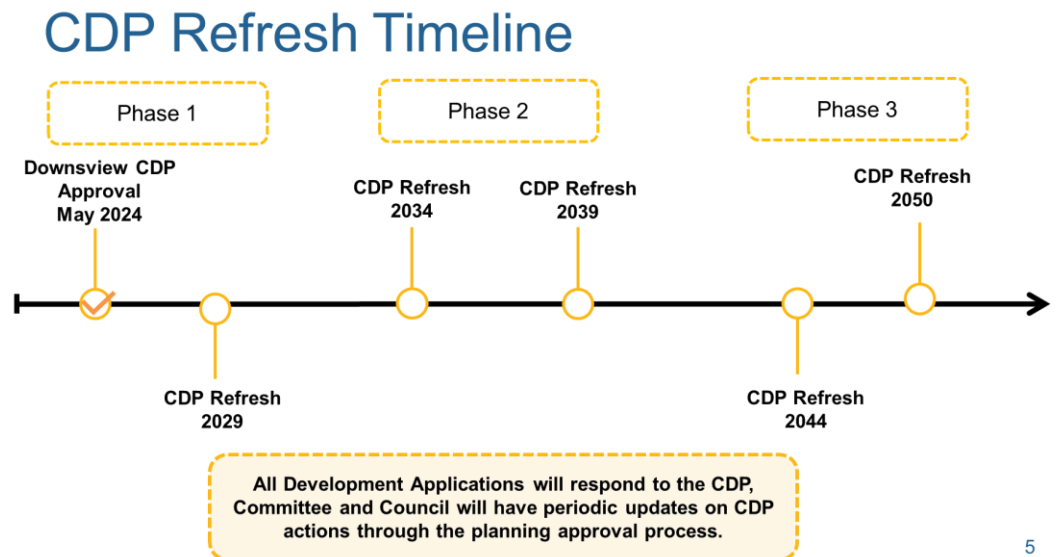 CDP Refresh Timeline
Phase 1
Phase 2
Phase 3
Downsview CDP
Approval
May 2024
CDP Refresh
2034
CDP Refresh
2039
CDP Refresh
2050
CDP Refresh
2029
CDP Refresh
2044
All Development Applications will respond to the CDP,
Committee and Council will have periodic updates on CDP
actions through the planning approval process.
5